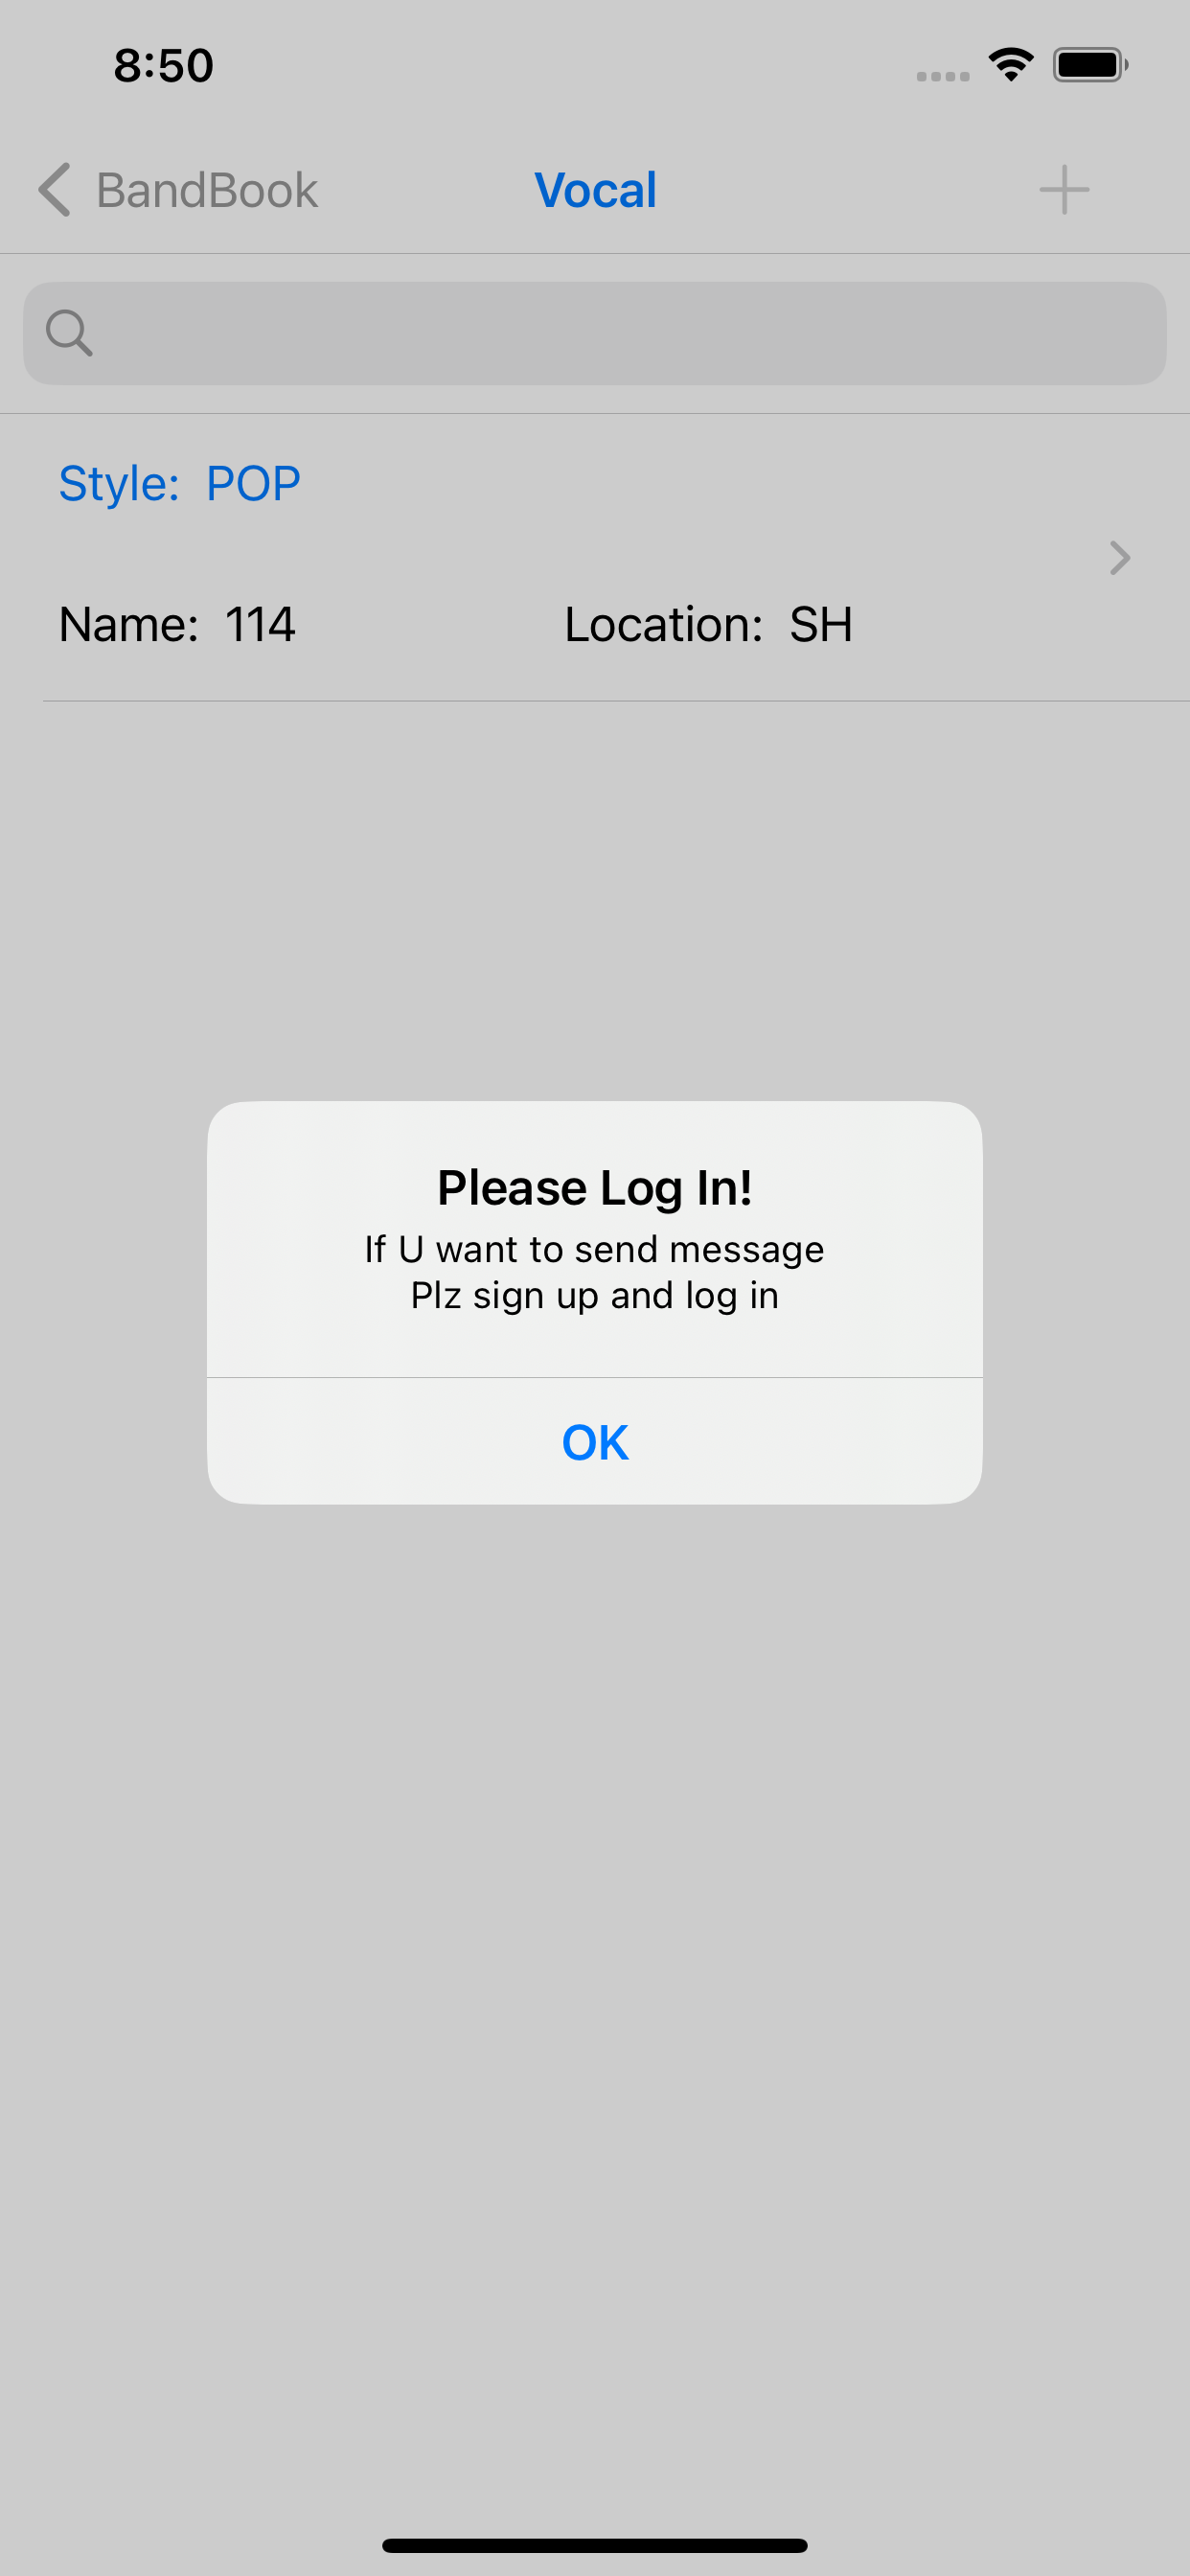 8:50
BandBook Vocal
Style: POP
Name: 114 Location: SH
Please Log In!
If U want to send message
Plz sign up and log in
OK